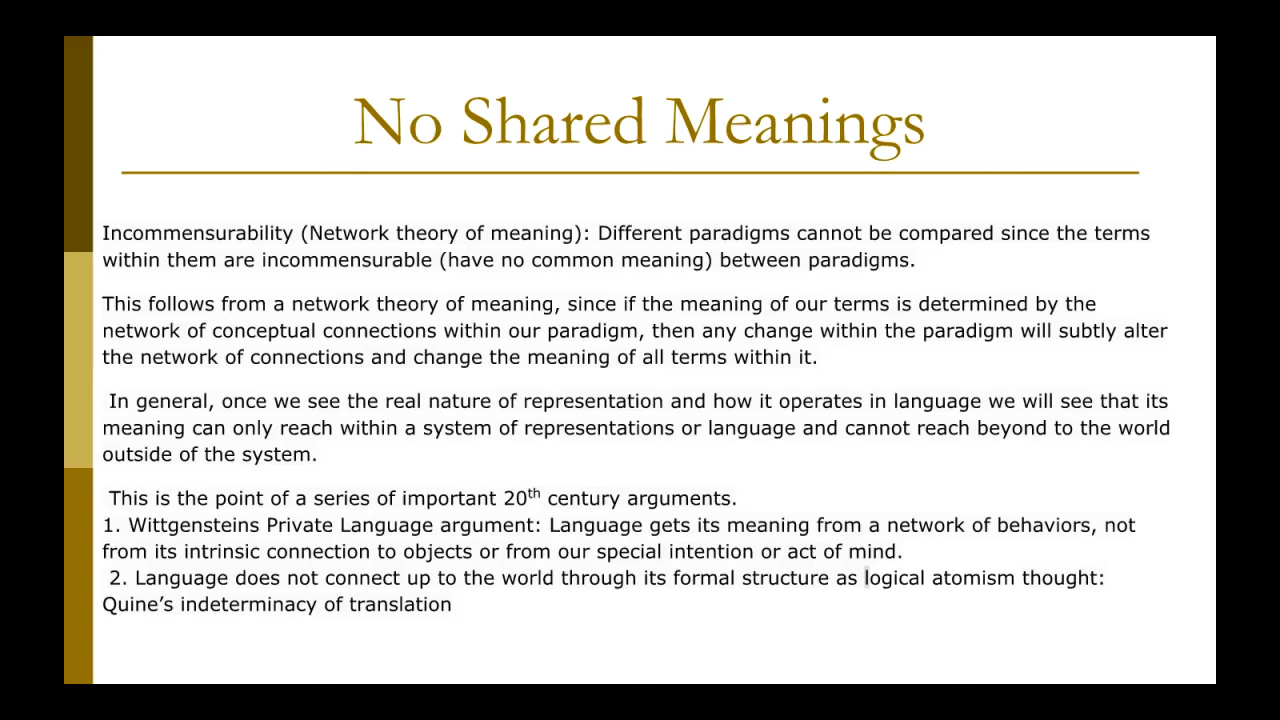 No Shared Meanings
Incommensurability (Network theory of meaning): Different paradigms cannot be compared since the terms
within them are incommensurable (have no common meaning) between paradigms.
This follows from a network theory of meaning, since if the meaning of our terms is determined by the
network of conceptual connections within our paradigm, then any change within the paradigm will subtly alter
the network of connections and change the meaning of all terms within it.
In general, once we see the real nature of representation and how it operates in language we will see that its
meaning can only reach within a system of representations or language and cannot reach beyond to the world
outside of the system.
This is the point of a series of important 20th century arguments.
1. Wittgensteins Private Language argument: Language gets its meaning from a network of behaviors, not
from its intrinsic connection to objects or from our special intention or act of mind.
2. Language does not connect up to the world through its formal structure as logical atomism thought:
Quine’s indeterminacy of translation